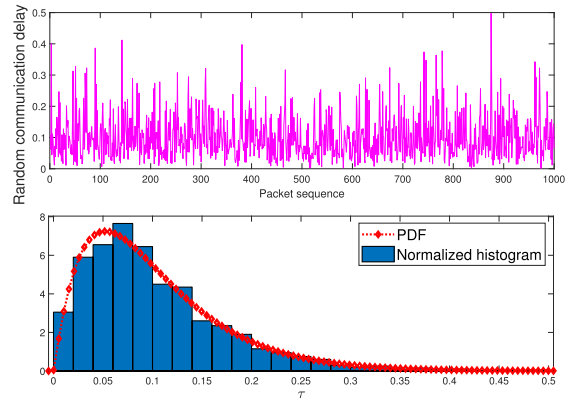 Random communication delay
0.5
0.4
0.3
0.2
0.1
0
0 100 200 300 400 500 600 700 800 900 1000
Packet sequence
8
6
4
2
0
PDF
Normalized histogram
0 0.05 0.1 0.15 0.2 0.25 0.3 0.35 0.4 0.45 0.5
τ